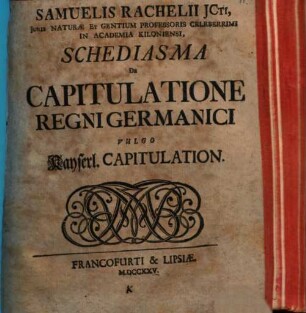 SAMUELIS RACHELII JCTI,
JURIS NATURÆ ET GENTIUM PROFESSORIS CELEBERRIMI
IN ACADEMIA KILONIENSI,
SCHEDIASMA
DE
CAPITULATIONE
REGNI GERMANICI
VULGO
Kayserl. CAPITULATION.
FRANCOFURTI & LIPSIÆ.
M.DCCXXV.